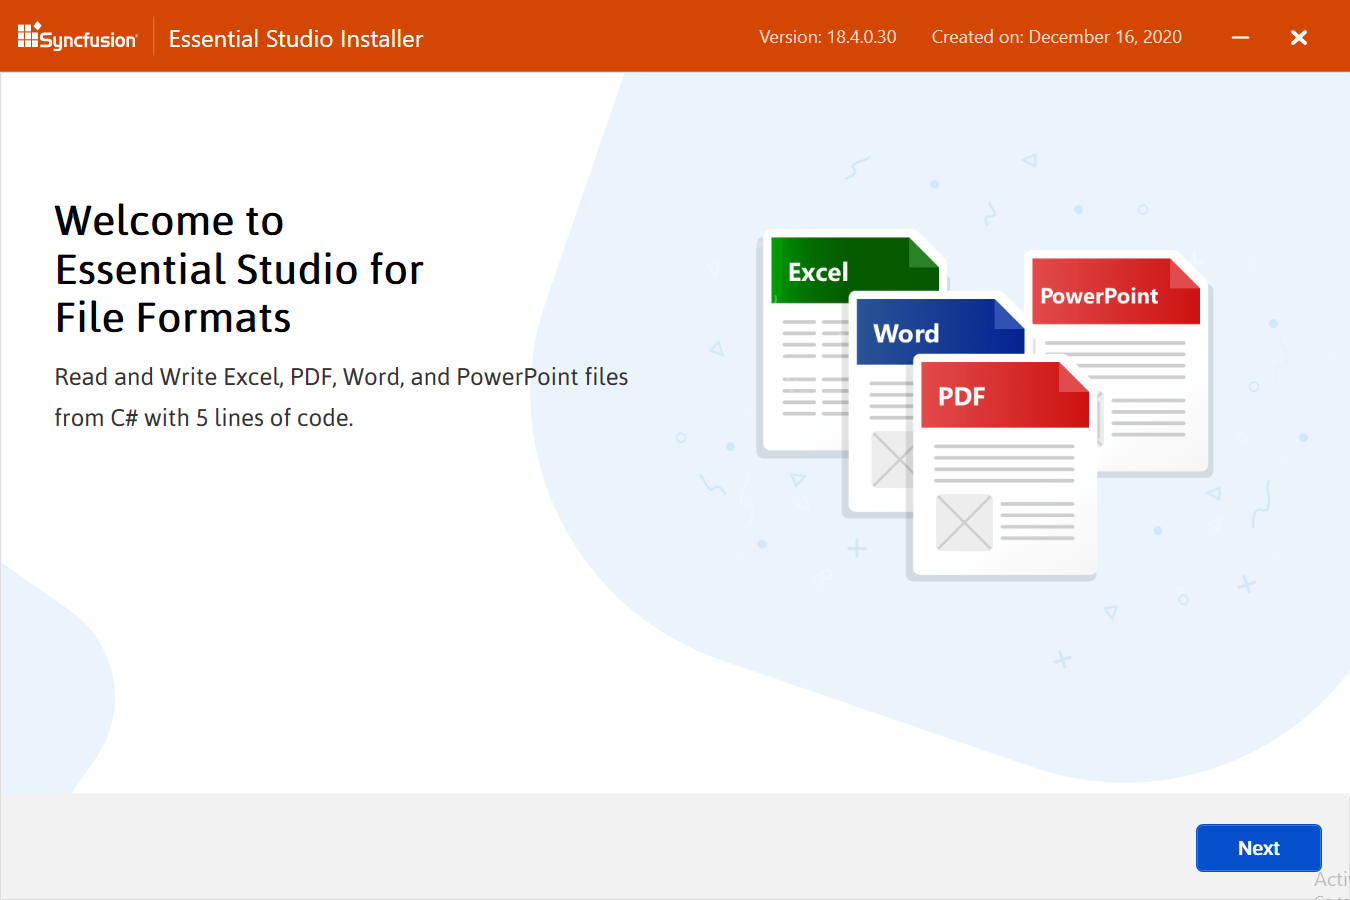 Syncfusion
Essential Studio Installer
Version: 18.4.0.30
Created on: December 16, 2020
Welcome to
Essential Studio for
File Formats
Read and Write Excel, PDF, Word, and PowerPoint files
from C# with 5 lines of code.
Excel
Word
PDF
PowerPoint
Next
Acti